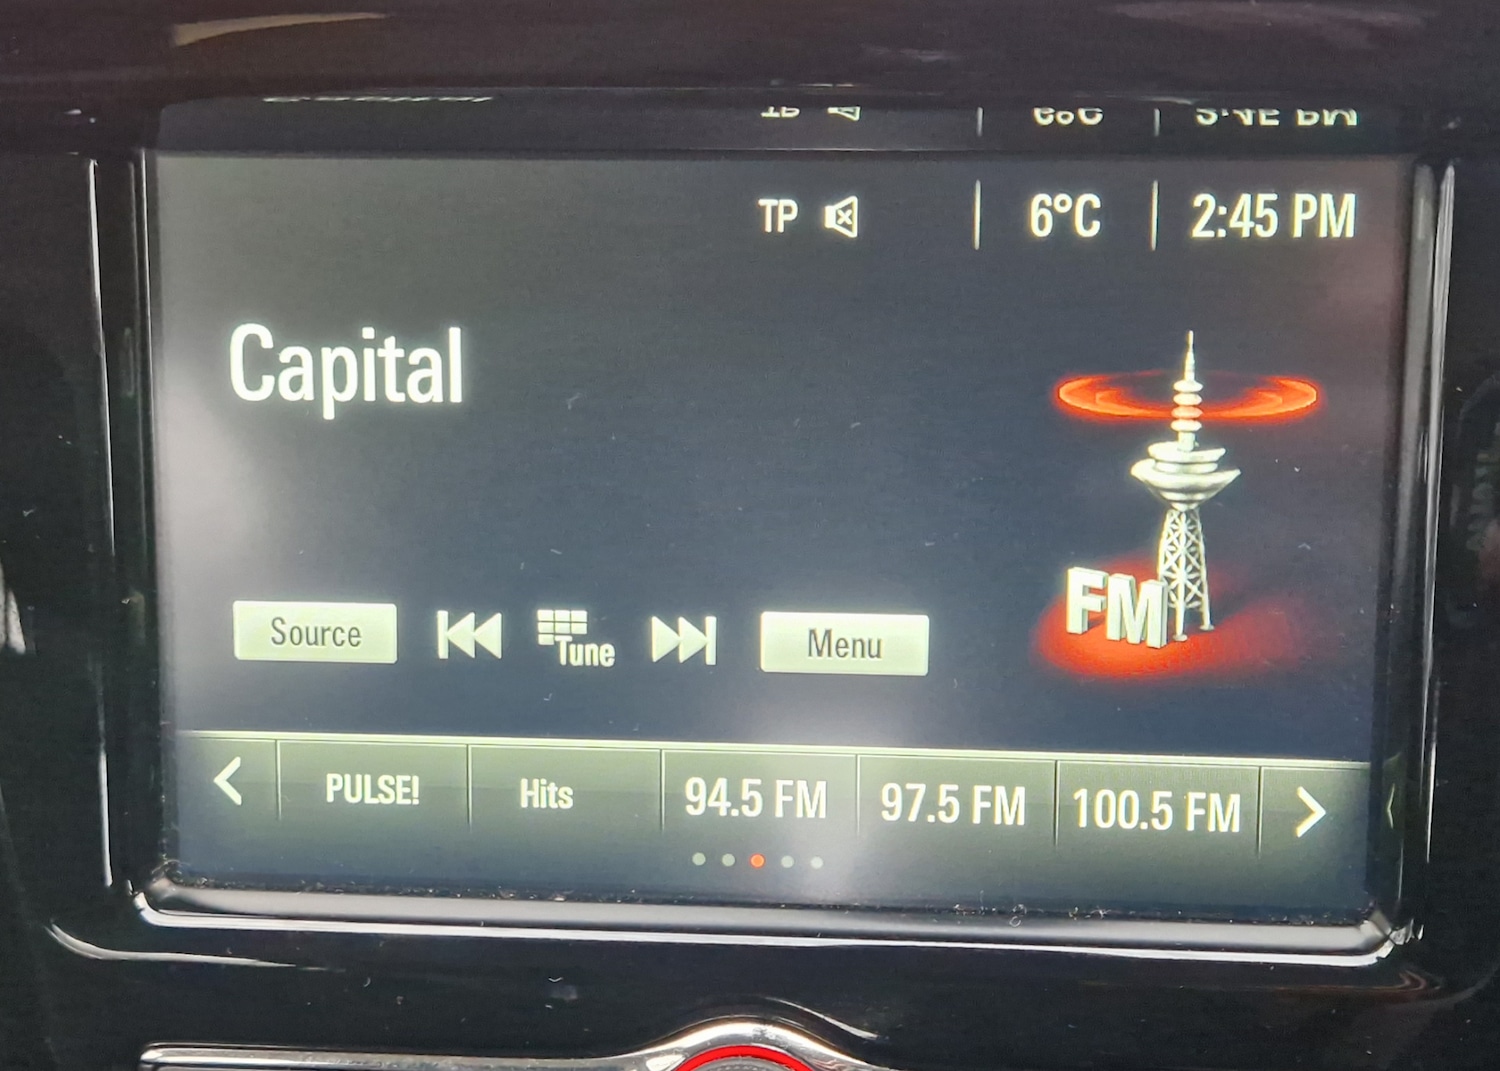 TP 6°C 2:45 PM
Capital
FM
Source Tune Menu
PULSE! Hits 94.5 FM 97.5 FM 100.5 FM